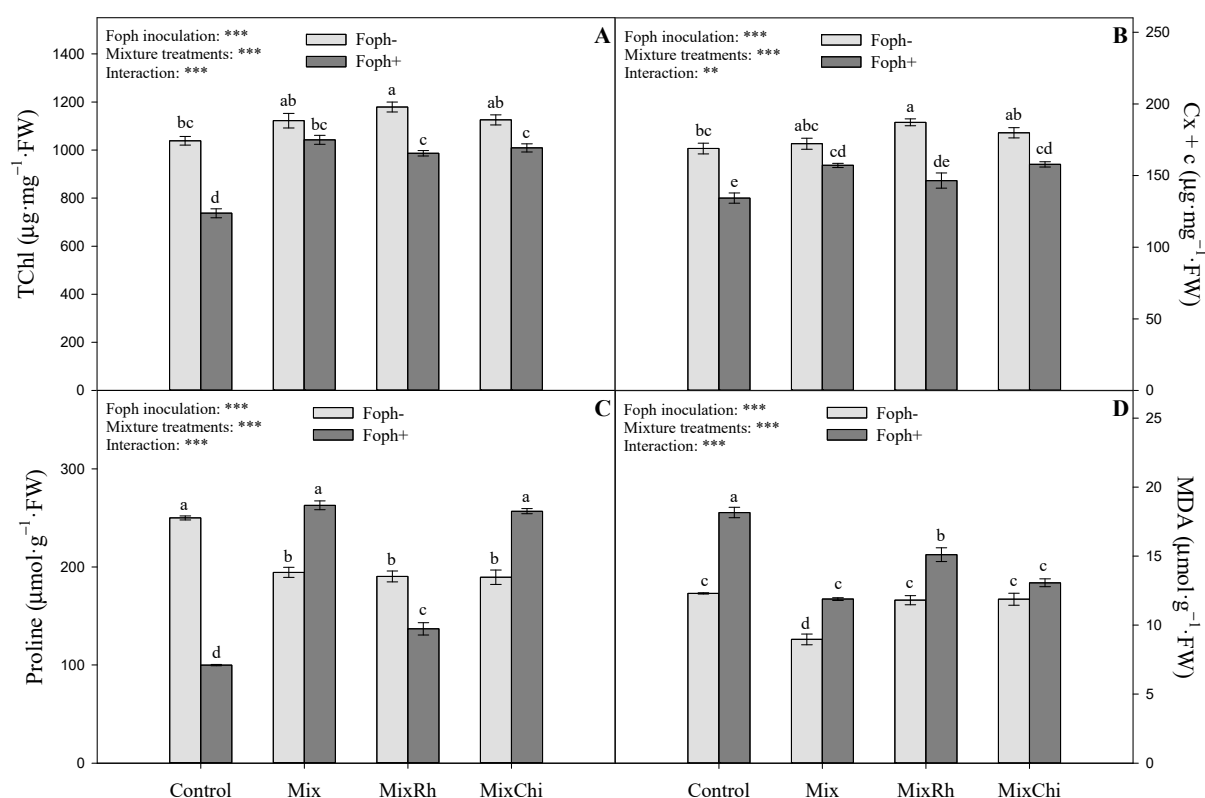 Foph inoculation: ***
Mixture treatments: ***
Interaction: ***
Foph-
Foph+
A
1400
1200
1000
800
600
400
200
0
TChl (µg·mg⁻¹·FW)
bc
d
ab
bc
a
c
ab
c
Foph inoculation: ***
Mixture treatments: ***
Interaction: **
Foph-
Foph+
B
250
200
150
100
50
0
Cx + c (µg·mg⁻¹·FW)
bc
e
abc
cd
a
de
ab
cd
Foph inoculation: ***
Mixture treatments: ***
Interaction: ***
Foph-
Foph+
C
300
200
100
0
Proline (µmol·g⁻¹·FW)
a
d
b
a
b
c
b
a
Control
Mix
MixRh
MixChi
Foph inoculation: ***
Mixture treatments: ***
Interaction: ***
Foph-
Foph+
D
25
20
15
10
5
0
MDA (µmol·g⁻¹·FW)
c
a
d
c
c
b
c
c
Control
Mix
MixRh
MixChi